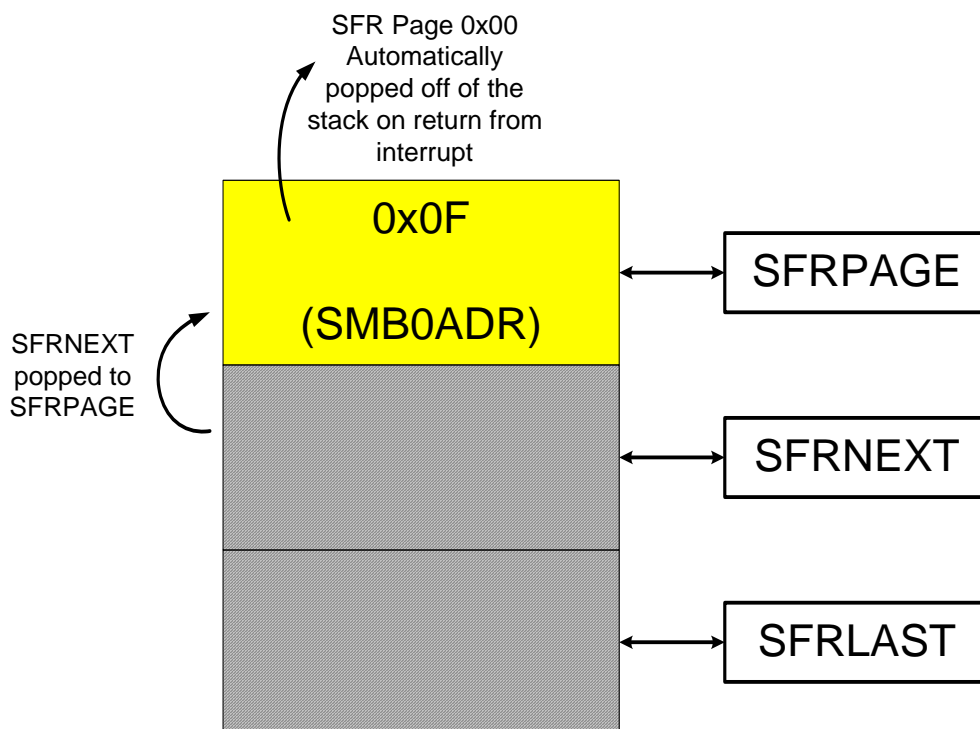 SFR Page 0x00
Automatically
popped off of the
stack on return from
interrupt
0x0F
(SMB0ADR)
SFRPAGE
SFRNEXT
popped to
SFRPAGE
SFRNEXT
SFRLAST